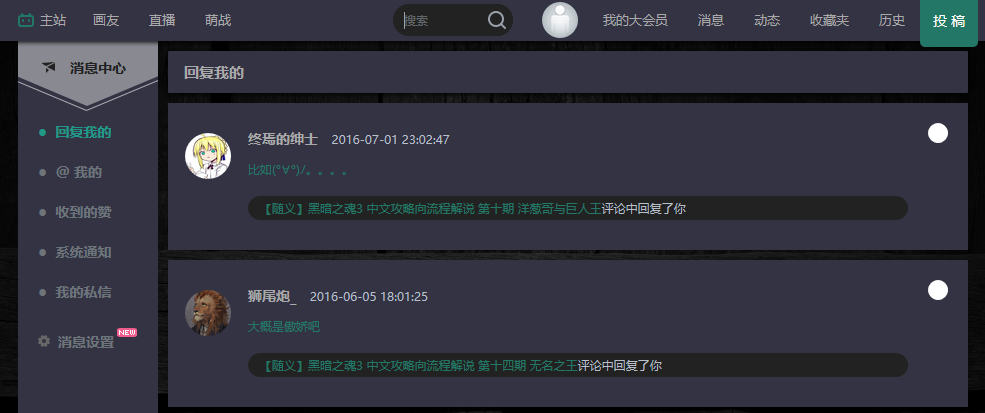 主站 画友 直播 萌战 搜索 我的大会员 消息 动态 收藏夹 历史 投 稿
消息中心
回复我的
@ 我的
收到的赞
系统通知
我的私信
消息设置 NEW
回复我的
终焉的绅士 2016-07-01 23:02:47
比如(°∀°)/。。。。
【随义】黑暗之魂3 中文攻略向流程解说 第十期 洋葱哥与巨人王评论中回复了你
狮尾炮_ 2016-06-05 18:01:25
大概是傲娇吧
【随义】黑暗之魂3 中文攻略向流程解说 第十四期 无名之王评论中回复了你